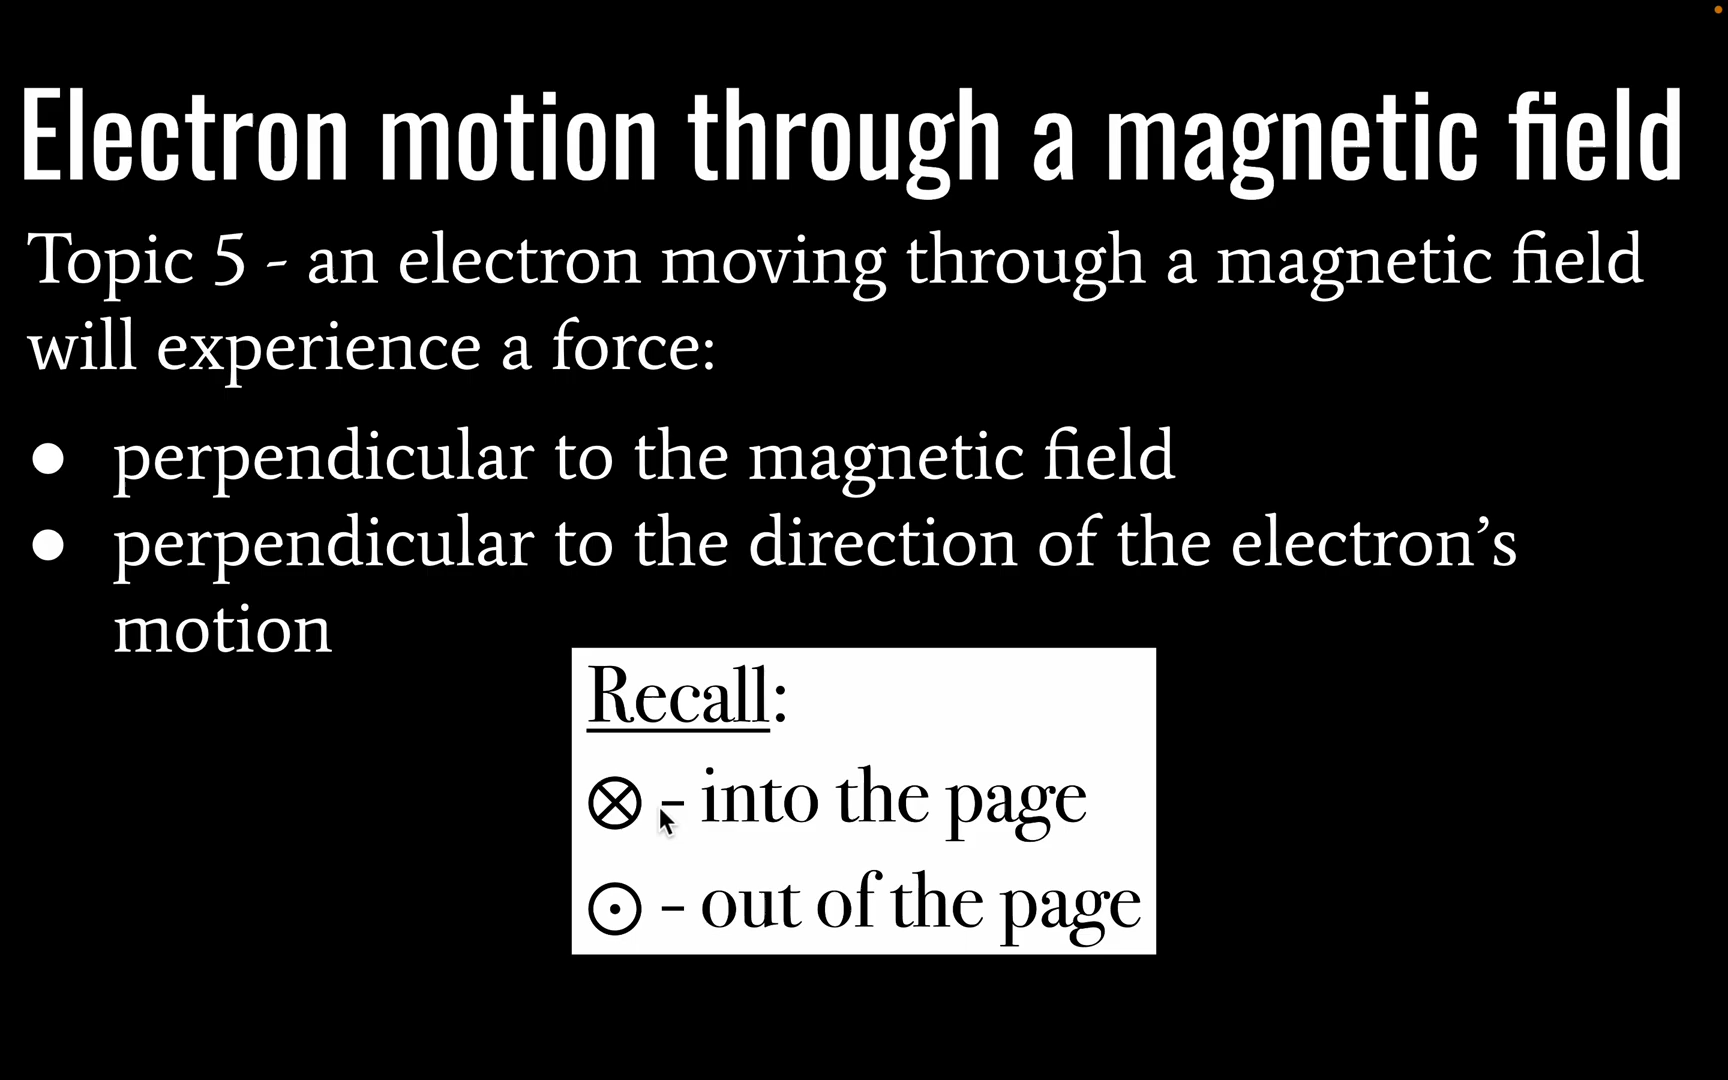 Electron motion through a magnetic field
Topic 5 - an electron moving through a magnetic field
will experience a force:
● perpendicular to the magnetic field
● perpendicular to the direction of the electron’s
motion
Recall:
⊗ - into the page
⊙ - out of the page